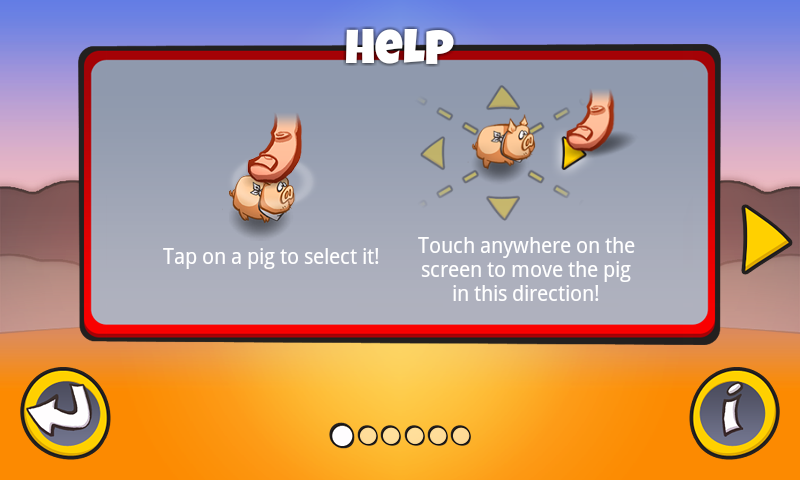 HeLP
Tap on a pig to select it!
Touch anywhere on the
screen to move the pig
in this direction!
i